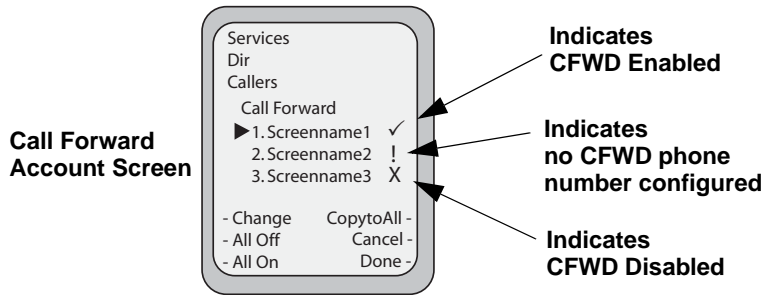 Call Forward
Account Screen
Services
Dir
Callers
Call Forward
▶1. Screenname1 ✓
2. Screenname2 !
3. Screenname3 X
- Change CopytoAll -
- All Off Cancel -
- All On Done -
Indicates
CFWD Enabled
Indicates
no CFWD phone
number configured
Indicates
CFWD Disabled